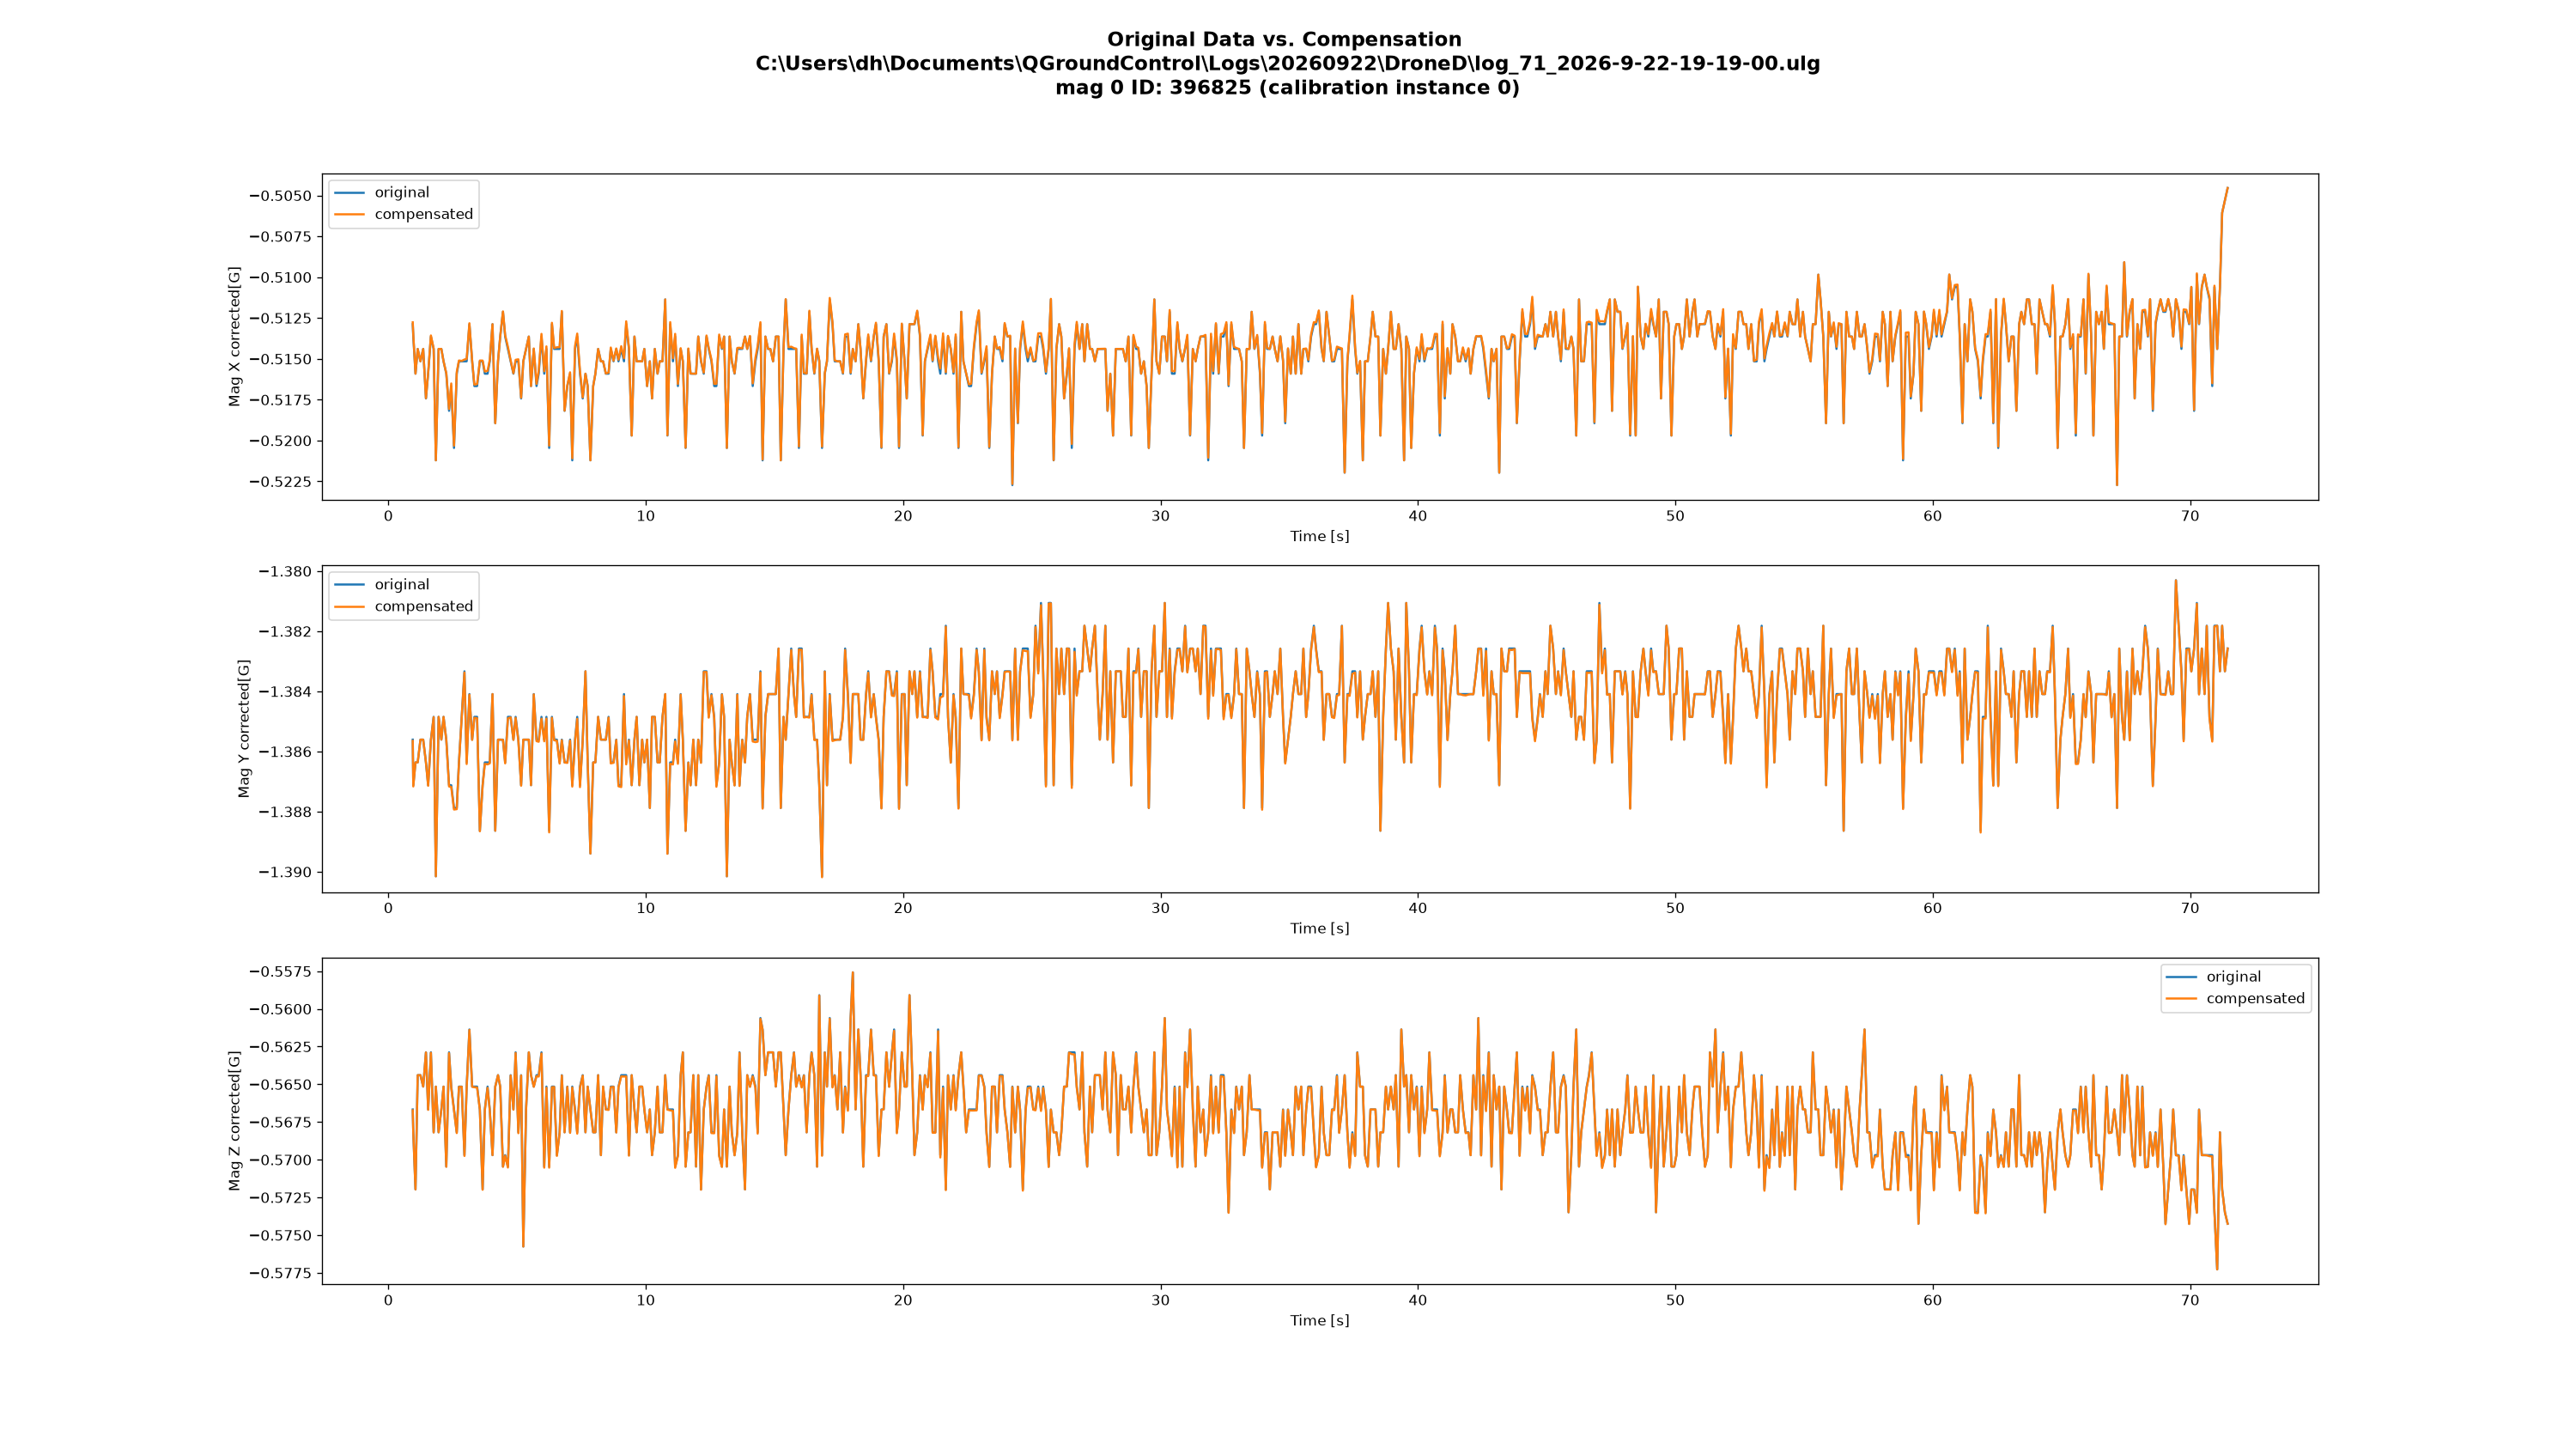 Original Data vs. Compensation
C:\Users\dh\Documents\QGroundControl\Logs\20260922\DroneD\log_71_2026-9-22-19-19-00.ulg
mag 0 ID: 396825 (calibration instance 0)
original
compensated
Mag X corrected[G]
−0.5050
−0.5075
−0.5100
−0.5125
−0.5150
−0.5175
−0.5200
−0.5225
0 10 20 30 40 50 60 70
Time [s]
original
compensated
Mag Y corrected[G]
−1.380
−1.382
−1.384
−1.386
−1.388
−1.390
0 10 20 30 40 50 60 70
Time [s]
original
compensated
Mag Z corrected[G]
−0.5575
−0.5600
−0.5625
−0.5650
−0.5675
−0.5700
−0.5725
−0.5750
−0.5775
0 10 20 30 40 50 60 70
Time [s]